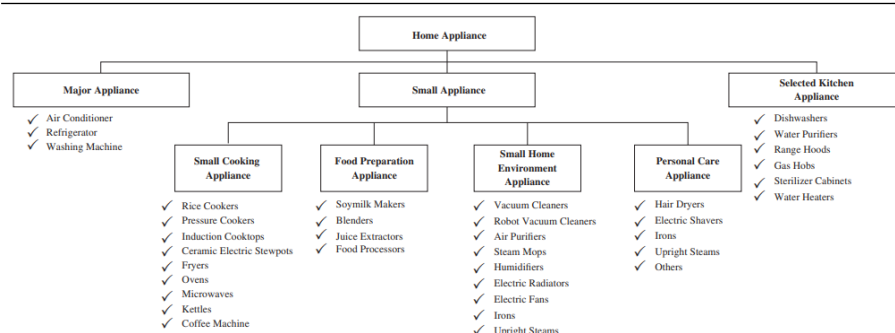 Home Appliance
Major Appliance
Small Appliance
Selected Kitchen
Appliance
Air Conditioner
Refrigerator
Washing Machine
Dishwashers
Water Purifiers
Range Hoods
Gas Hobs
Sterilizer Cabinets
Water Heaters
Small Cooking
Appliance
Food Preparation
Appliance
Small Home
Environment
Appliance
Personal Care
Appliance
Rice Cookers
Pressure Cookers
Induction Cooktops
Ceramic Electric Stewpots
Fryers
Ovens
Microwaves
Kettles
Coffee Machine
Soymilk Makers
Blenders
Juice Extractors
Food Processors
Vacuum Cleaners
Robot Vacuum Cleaners
Air Purifiers
Steam Mops
Humidifiers
Electric Radiators
Electric Fans
Irons
Upright Steams
Hair Dryers
Electric Shavers
Irons
Upright Steams
Others